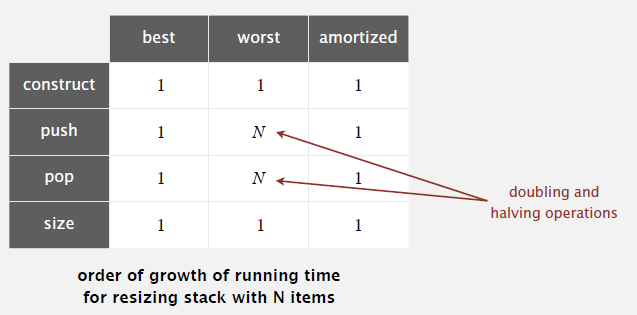 best worst amortized
construct 1 1 1
push 1 N 1
pop 1 N 1
size 1 1 1
doubling and
halving operations
order of growth of running time
for resizing stack with N items